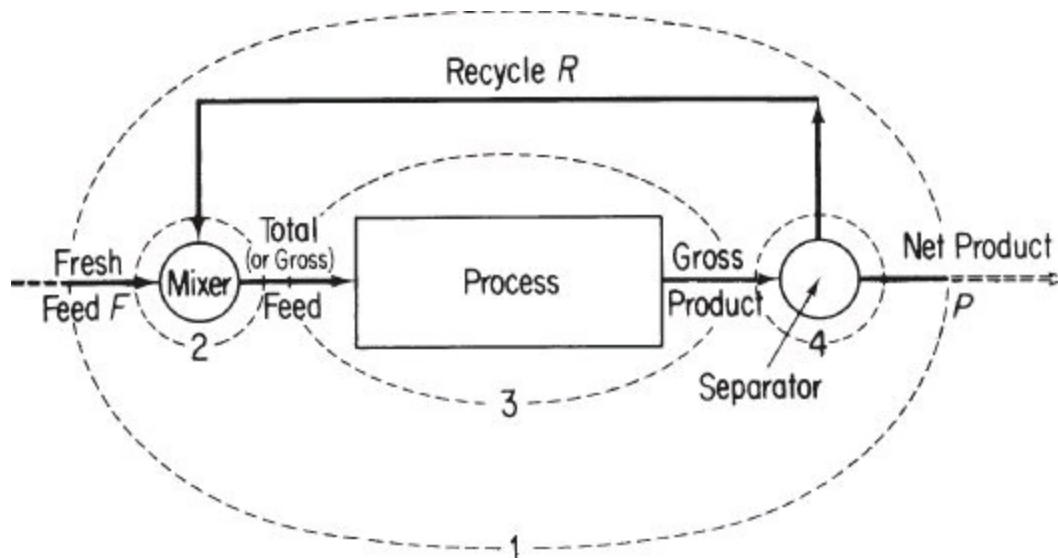 Recycle R
Fresh
Feed F
Mixer
2
Total
(or Gross)
Feed
Process
3
Gross
Product
4
Separator
Net Product
P
1